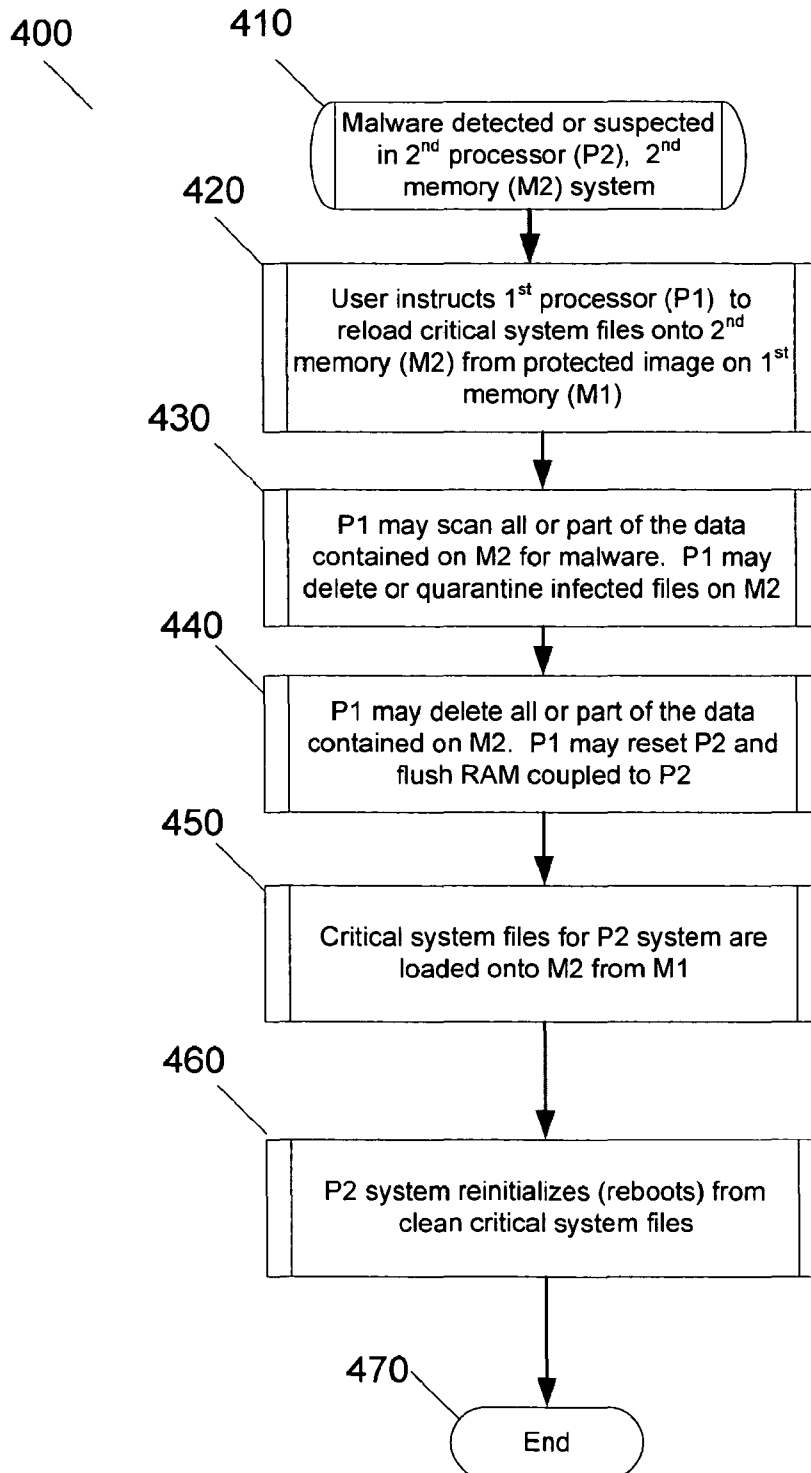 400
410
Malware detected or suspected
in 2nd processor (P2), 2nd
memory (M2) system
420
User instructs 1st processor (P1) to
reload critical system files onto 2nd
memory (M2) from protected image on 1st
memory (M1)
430
P1 may scan all or part of the data
contained on M2 for malware. P1 may
delete or quarantine infected files on M2
440
P1 may delete all or part of the data
contained on M2. P1 may reset P2 and
flush RAM coupled to P2
450
Critical system files for P2 system are
loaded onto M2 from M1
460
P2 system reinitializes (reboots) from
clean critical system files
470
End